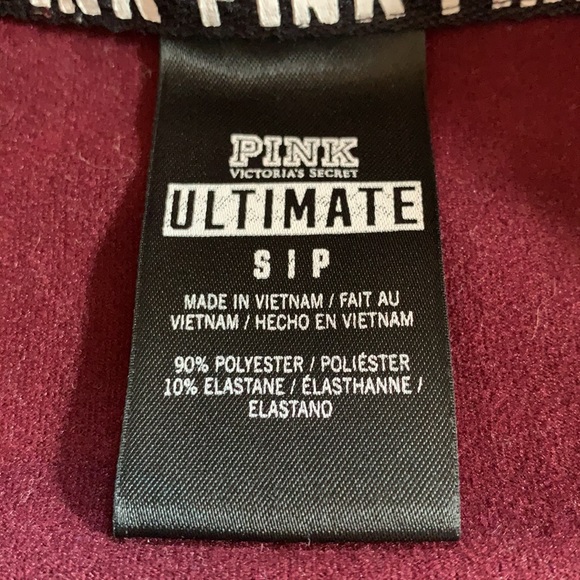 PINK PINK PINK
PINK
VICTORIA'S SECRET
ULTIMATE
S | P
MADE IN VIETNAM / FAIT AU
VIETNAM / HECHO EN VIETNAM
90% POLYESTER / POLIÉSTER
10% ELASTANE / ÉLASTHANNE /
ELASTANO